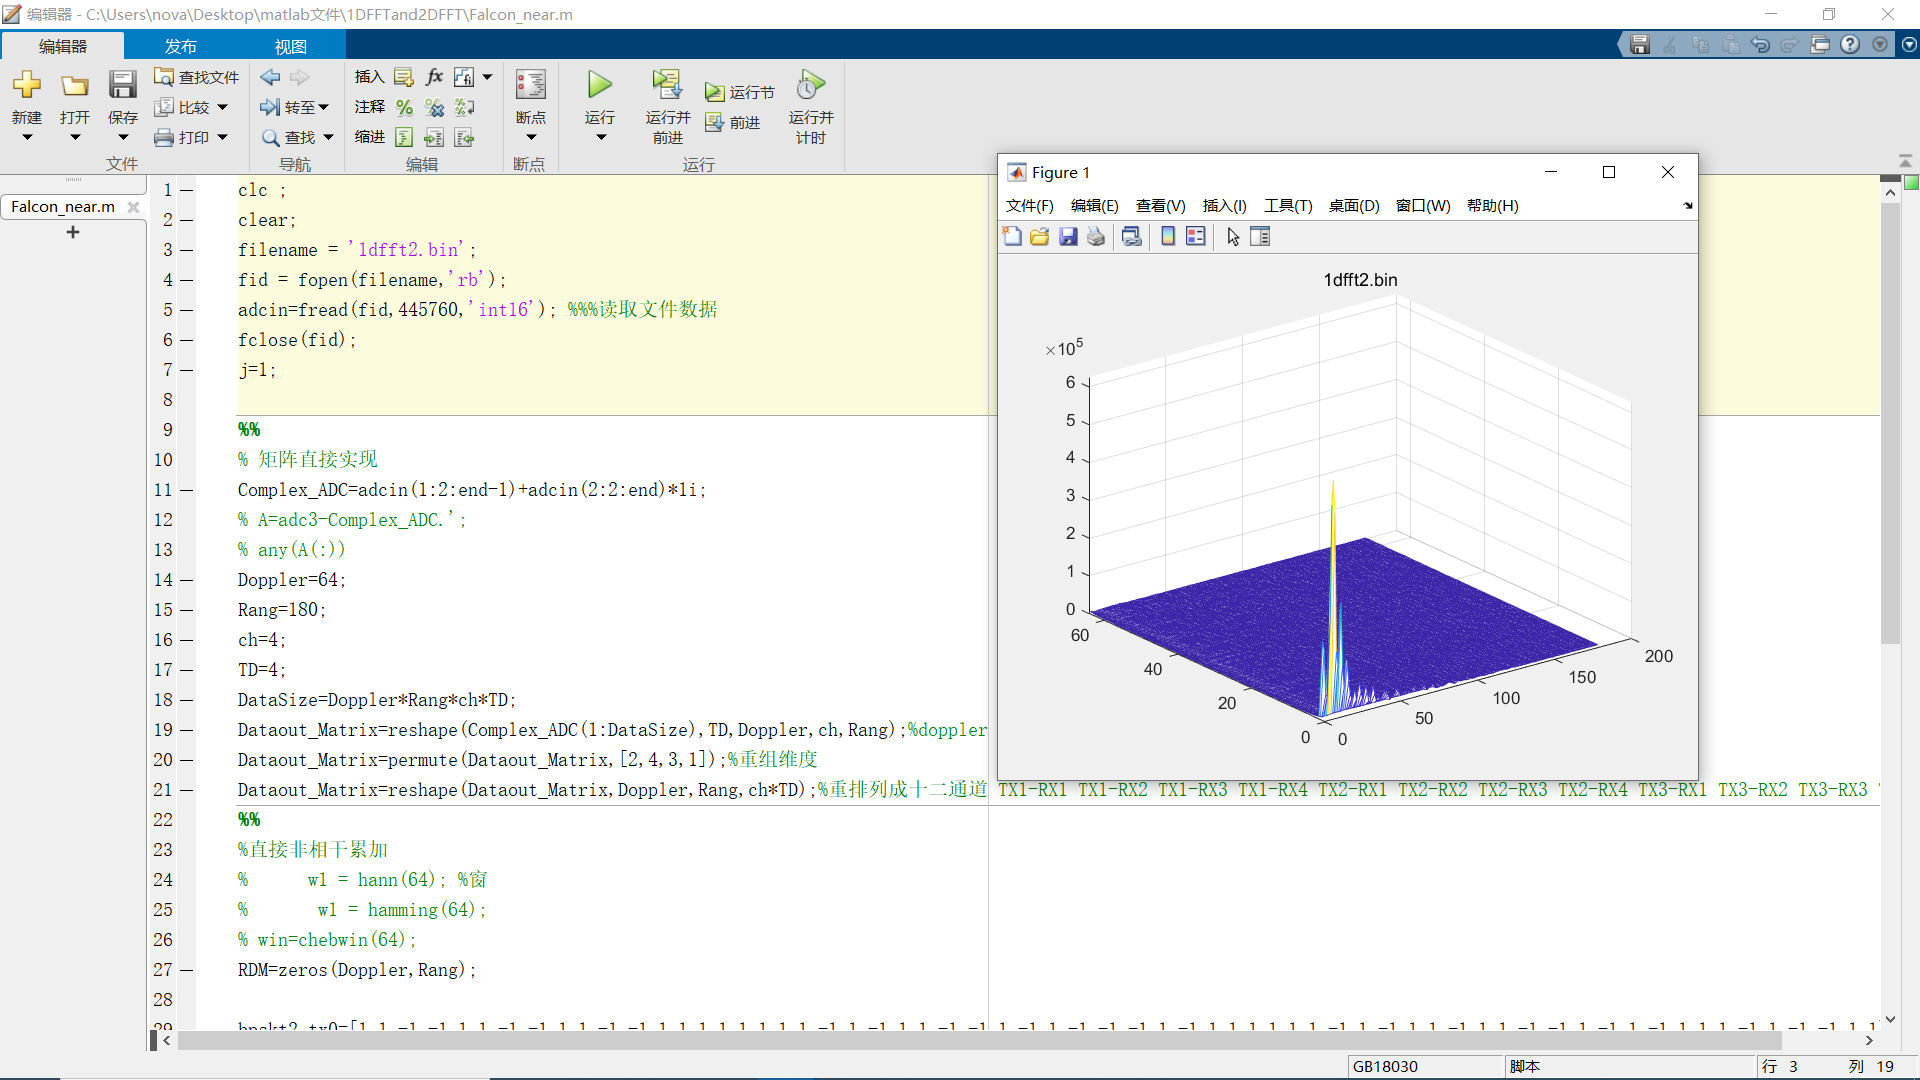 编辑器 - C:\Users\nova\Desktop\matlab文件\1DFFTand2DFFT\Falcon_near.m
编辑器 发布 视图
新建 打开 保存 查找文件 比较 打印 文件
转至 查找 导航
插入 fx 注释 缩进 编辑
断点 断点
运行 运行并前进 运行节 前进 运行并计时 运行
Falcon_near.m
1 clc ;
2 clear;
3 filename = '1dfft2.bin';
4 fid = fopen(filename,'rb');
5 adcin=fread(fid,445760,'int16'); %%%读取文件数据
6 fclose(fid);
7 j=1;
8
9 %%
10 % 矩阵直接实现
11 Complex_ADC=adcin(1:2:end-1)+adcin(2:2:end)*1i;
12 % A=adc3-Complex_ADC.';
13 % any(A(:))
14 Doppler=64;
15 Rang=180;
16 ch=4;
17 TD=4;
18 DataSize=Doppler*Rang*ch*TD;
19 Dataout_Matrix=reshape(Complex_ADC(1:DataSize),TD,Doppler,ch,Rang);%doppler
20 Dataout_Matrix=permute(Dataout_Matrix,[2,4,3,1]);%重组维度
21 Dataout_Matrix=reshape(Dataout_Matrix,Doppler,Rang,ch*TD);%重排列成十二通道 TX1-RX1 TX1-RX2 TX1-RX3 TX1-RX4 TX2-RX1 TX2-RX2 TX2-RX3 TX2-RX4 TX3-RX1 TX3-RX2 TX3-RX3
22 %%
23 %直接非相干累加
24 % w1 = hann(64); %窗
25 % w1 = hamming(64);
26 % win=chebwin(64);
27 RDM=zeros(Doppler,Rang);
28
29
Figure 1
文件(F) 编辑(E) 查看(V) 插入(I) 工具(T) 桌面(D) 窗口(W) 帮助(H)
1dfft2.bin
×10^5
6
5
4
3
2
1
0
60
40
20
0
0
50
100
150
200
GB18030 脚本 行 3 列 19